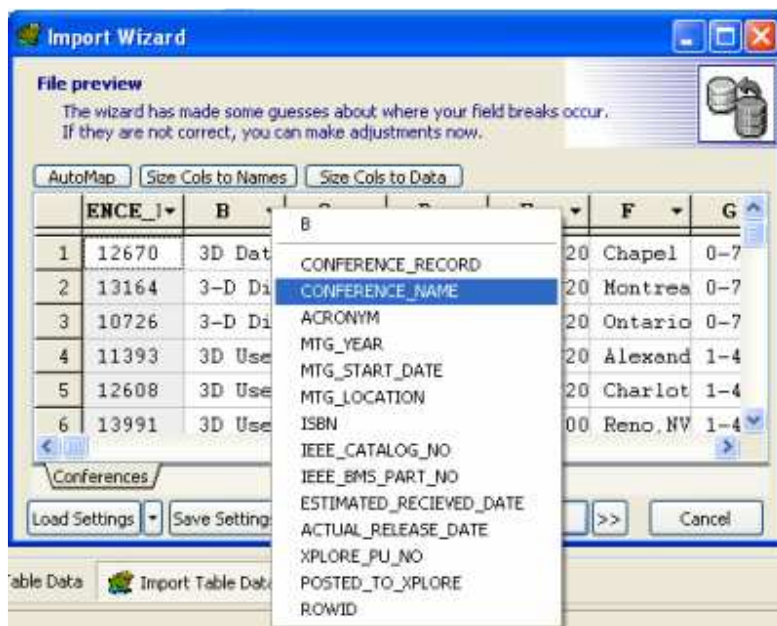 Import Wizard
File preview
The wizard has made some guesses about where your field breaks occur.
If they are not correct, you can make adjustments now.
AutoMap Size Cols to Names Size Cols to Data
ENCE_ B F G
1 12670 3D Dat 20 Chapel 0-7
2 13164 3-D Di 20 Montrea 0-7
3 10726 3-D Di 20 Ontario 0-7
4 11393 3D Use 20 Alexand 1-4
5 12608 3D Use 20 Charlot 1-4
6 13991 3D Use 00 Reno,NV 1-4
B
CONFERENCE_RECORD
CONFERENCE_NAME
ACRONYM
MTG_YEAR
MTG_START_DATE
MTG_LOCATION
ISBN
IEEE_CATALOG_NO
IEEE_BMS_PART_NO
ESTIMATED_RECIEVED_DATE
ACTUAL_RELEASE_DATE
XPLORE_PU_NO
POSTED_TO_XPLORE
ROWID
Conferences
Load Settings Save Setting >> Cancel
able Data Import Table Data